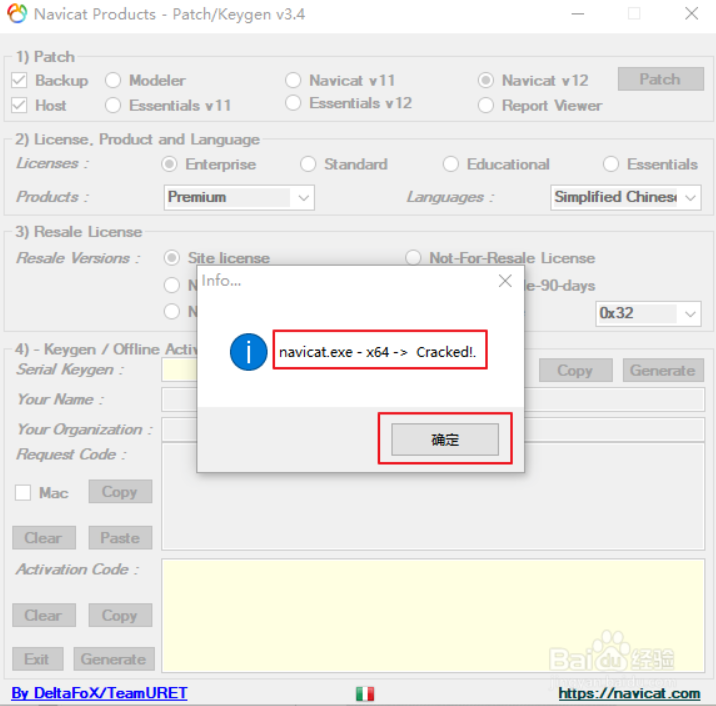 Navicat Products - Patch/Keygen v3.4
1) Patch
Backup Modeler Navicat v11 Navicat v12 Patch
Host Essentials v11 Essentials v12 Report Viewer
2) License, Product and Language
Licenses : Enterprise Standard Educational Essentials
Products : Premium Languages : Simplified Chines
3) Resale License
Resale Versions : Site license Not-For-Resale License
Info...
N e-90-days
N 0x32
navicat.exe - x64 -> Cracked!.
4) - Keygen / Offline Activ
Serial Keygen : Copy Generate
Your Name :
Your Organization :
确定
Request Code :
Mac Copy
Clear Paste
Activation Code :
Clear Copy
Exit Generate
Baidu 经验
By DeltaFoX/TeamURET https://navicat.com